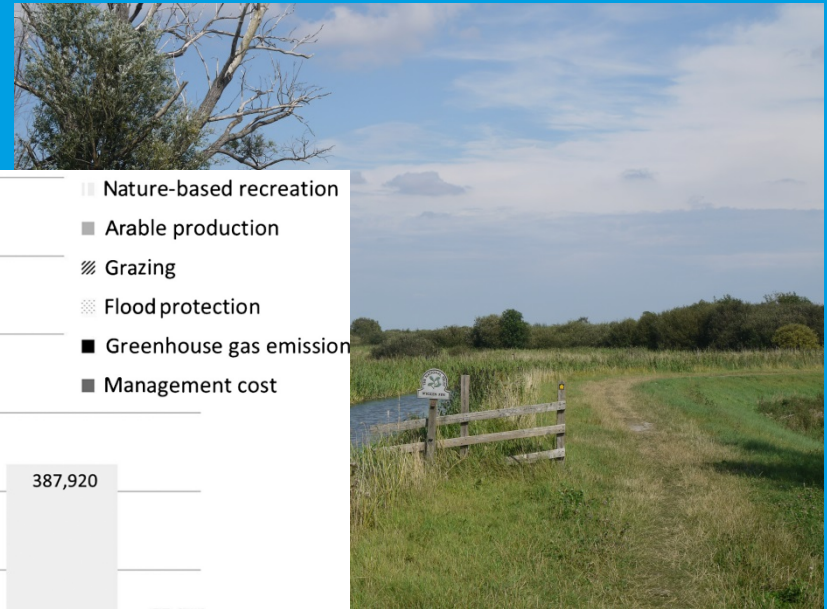 Nature-based recreation
Arable production
Grazing
Flood protection
Greenhouse gas emission
Management cost
387,920